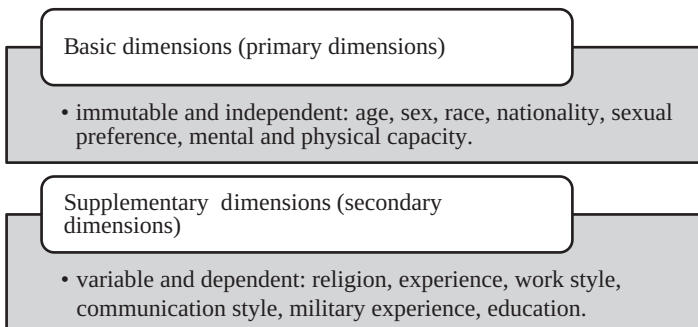 Basic dimensions (primary dimensions)
• immutable and independent: age, sex, race, nationality, sexual
preference, mental and physical capacity.
Supplementary dimensions (secondary
dimensions)
• variable and dependent: religion, experience, work style,
communication style, military experience, education.